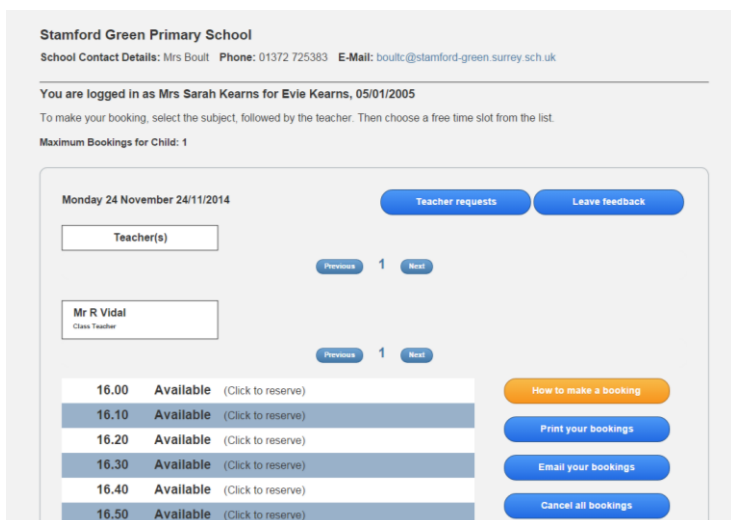 Stamford Green Primary School
School Contact Details: Mrs Boult Phone: 01372 725383 E-Mail: boultc@stamford-green.surrey.sch.uk
You are logged in as Mrs Sarah Kearns for Evie Kearns, 05/01/2005
To make your booking, select the subject, followed by the teacher. Then choose a free time slot from the list.
Maximum Bookings for Child: 1
Monday 24 November 24/11/2014
Teacher requests
Leave feedback
Teacher(s)
Previous 1 Next
Mr R Vidal
Class Teacher
Previous 1 Next
16.00 Available (Click to reserve)
How to make a booking
16.10 Available (Click to reserve)
Print your bookings
16.20 Available (Click to reserve)
16.30 Available (Click to reserve)
Email your bookings
16.40 Available (Click to reserve)
Cancel all bookings
16.50 Available (Click to reserve)